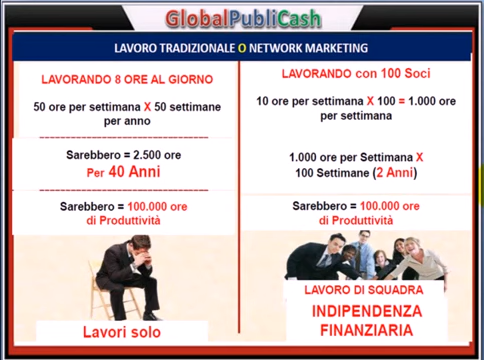 GlobalPubliCash
LAVORO TRADIZIONALE O NETWORK MARKETING
LAVORANDO 8 ORE AL GIORNO
50 ore per settimana X 50 settimane
per anno
Sarebbero = 2.500 ore
Per 40 Anni
Sarebbero = 100.000 ore
di Produttività
Lavori solo
LAVORANDO con 100 Soci
10 ore per settimana X 100 = 1.000 ore
per settimana
1.000 ore per Settimana X
100 Settimane (2 Anni)
Sarebbero = 100.000 ore
di Produttività
LAVORO DI SQUADRA
INDIPENDENZA
FINANZIARIA